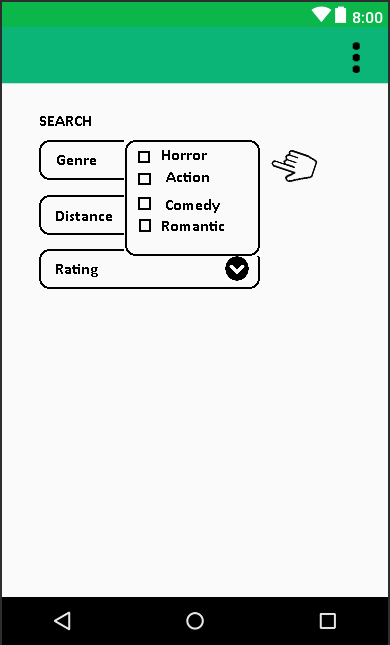 8:00
SEARCH
Genre
Horror
Action
Comedy
Romantic
Distance
Rating